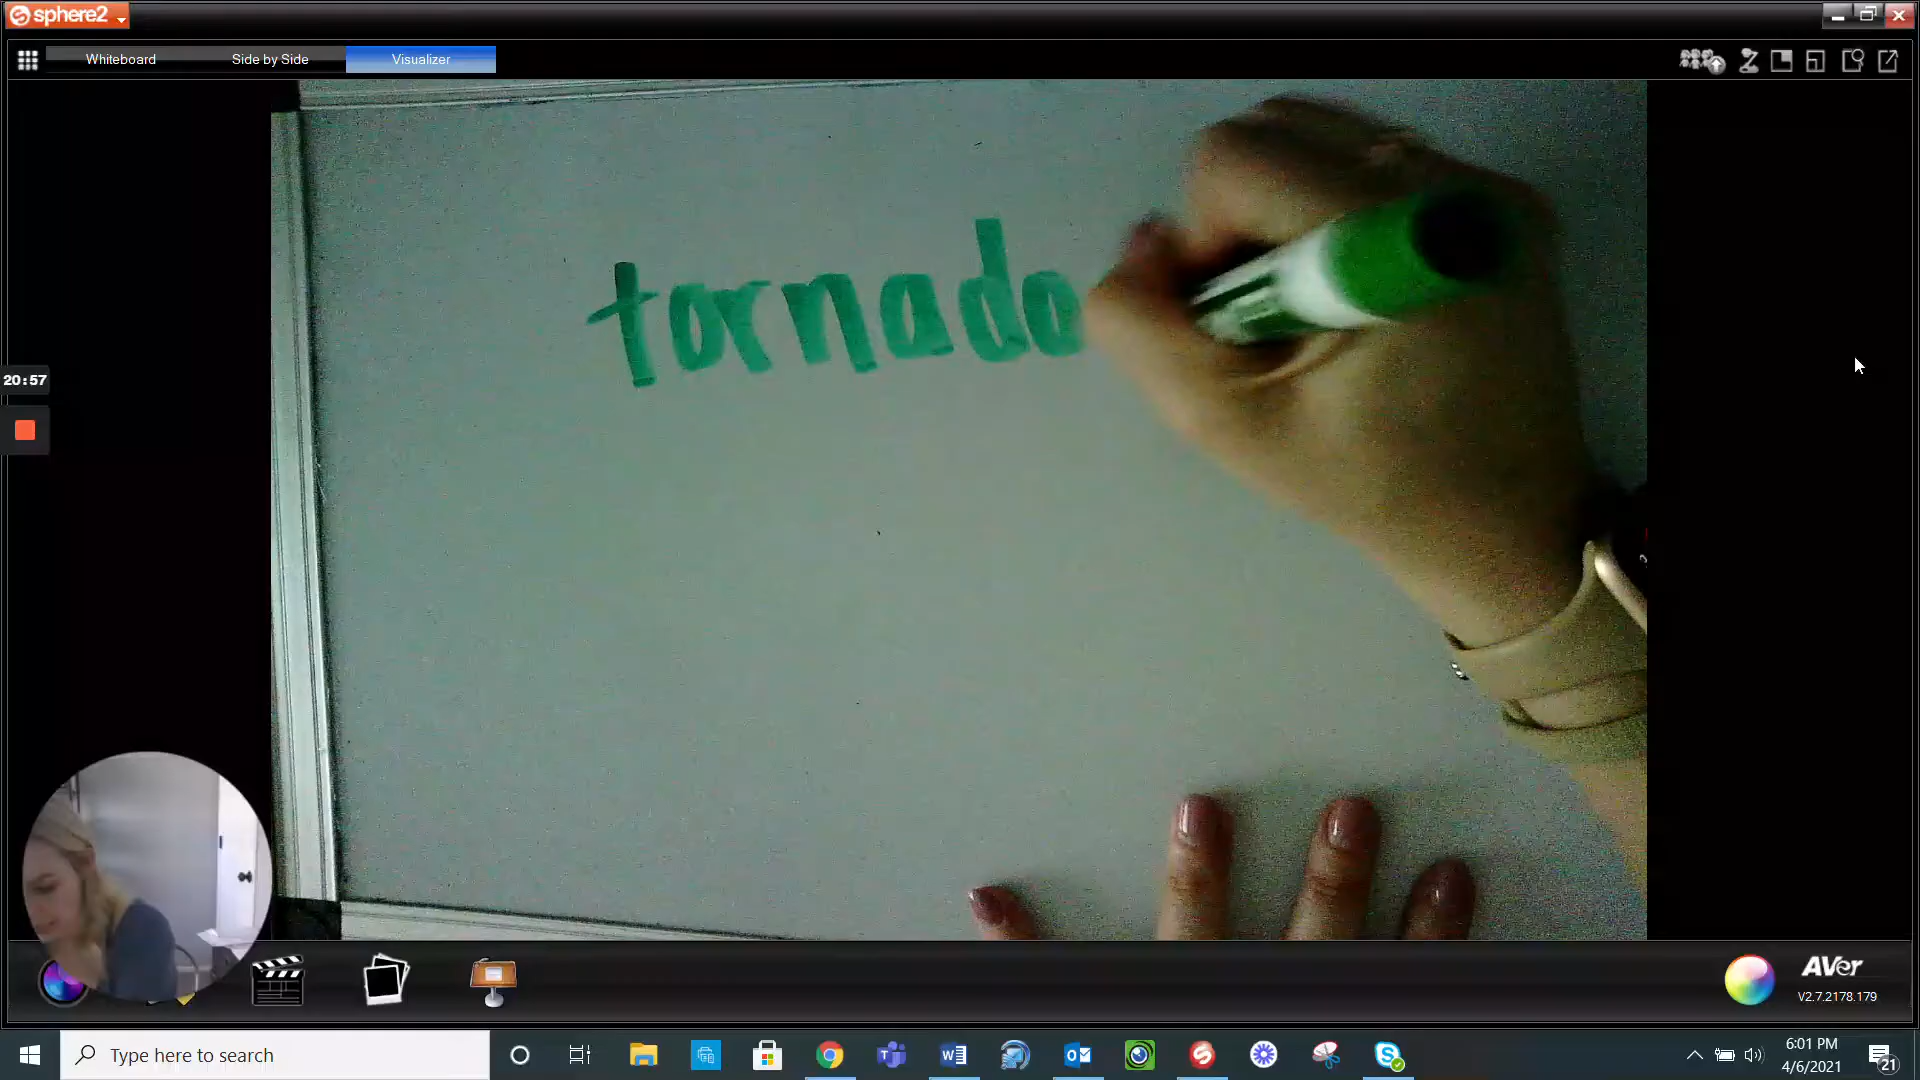 sphere2
Whiteboard Side by Side Visualizer
tornado
20:57
AVer
V2.7.2178.179
Type here to search
6:01 PM
4/6/2021
21